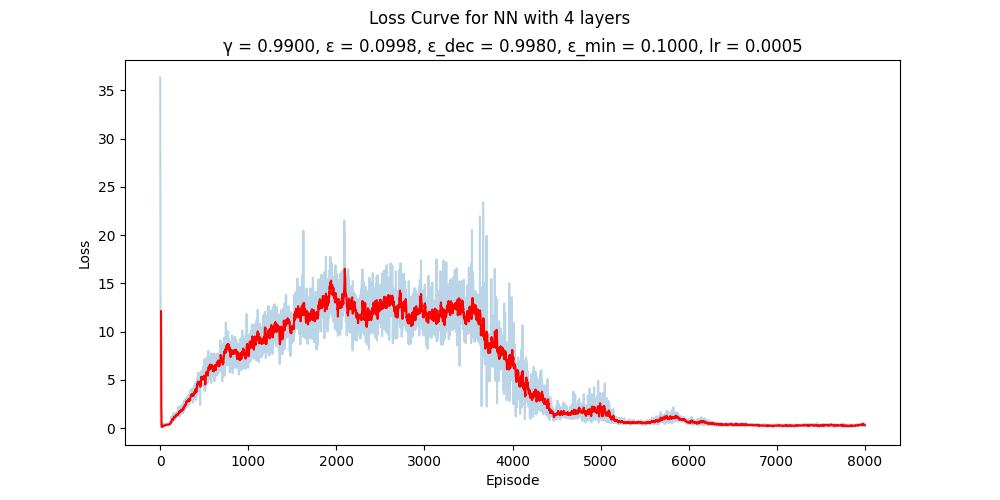 Loss Curve for NN with 4 layers
γ = 0.9900, ε = 0.0998, ε_dec = 0.9980, ε_min = 0.1000, lr = 0.0005
35
30
25
20
15
10
5
0
Loss
0 1000 2000 3000 4000 5000 6000 7000 8000
Episode